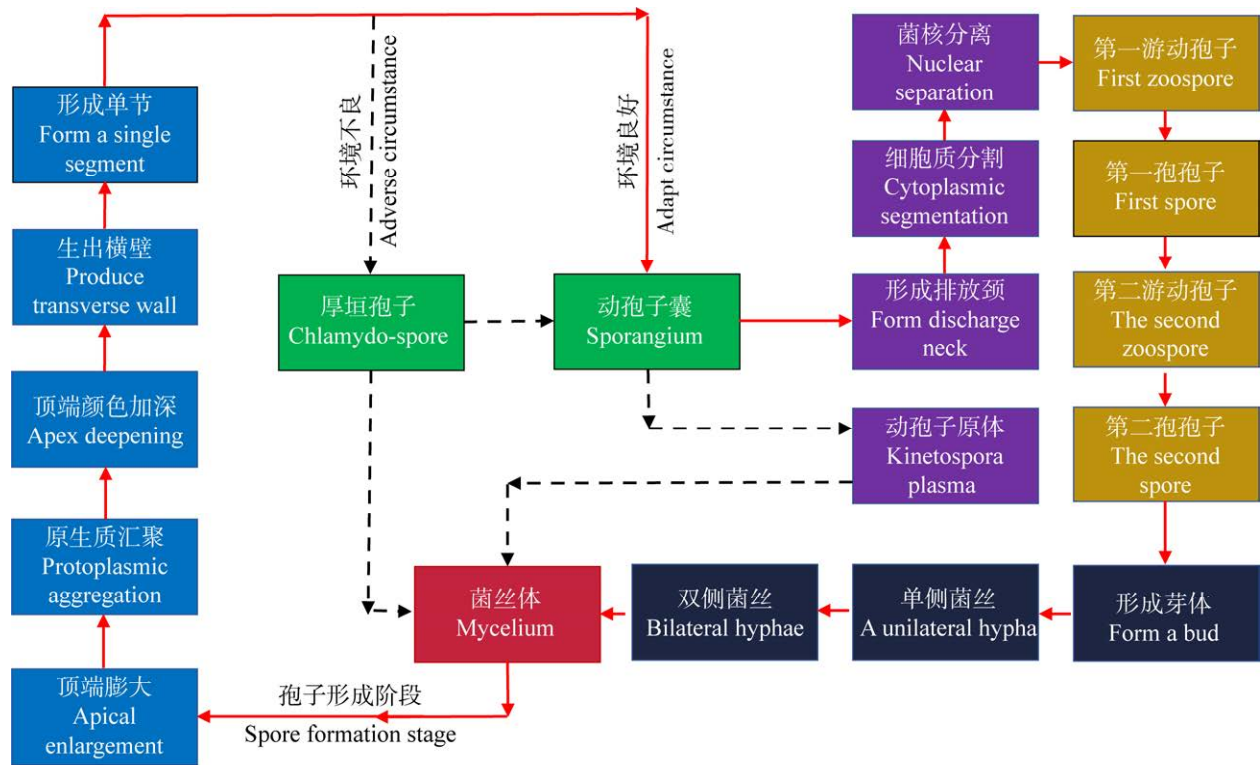 形成单节
Form a single
segment
生出横壁
Produce
transverse wall
顶端颜色加深
Apex deepening
原生质汇聚
Protoplasmic
aggregation
顶端膨大
Apical
enlargement
环境不良
Adverse circumstance
环境良好
Adapt circumstance
厚垣孢子
Chlamydo-spore
动孢子囊
Sporangium
菌丝体
Mycelium
孢子形成阶段
Spore formation stage
双侧菌丝
Bilateral hyphae
菌核分离
Nuclear
separation
细胞质分割
Cytoplasmic
segmentation
形成排放颈
Form discharge
neck
动孢子原体
Kinetospora
plasma
单侧菌丝
A unilateral hypha
第一游动孢子
First zoospore
第一孢孢子
First spore
第二游动孢子
The second
zoospore
第二孢孢子
The second
spore
形成芽体
Form a bud